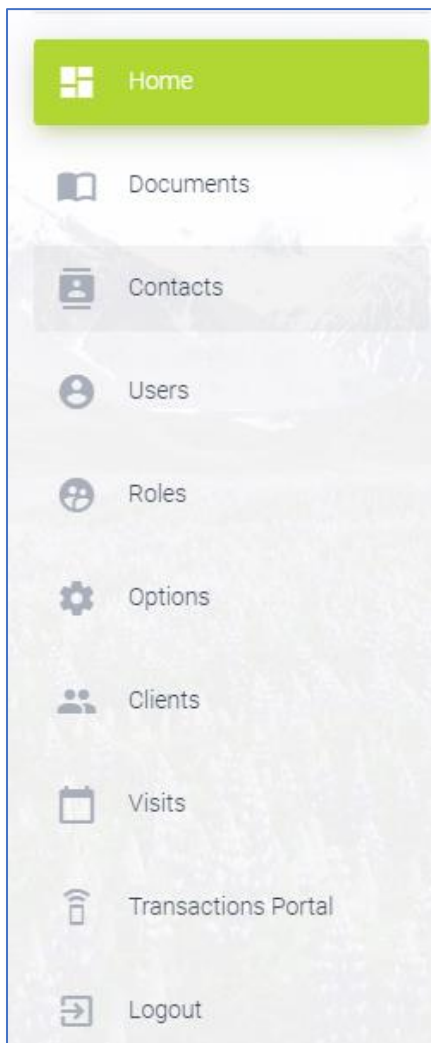 Home
Documents
Contacts
Users
Roles
Options
Clients
Visits
Transactions Portal
Logout